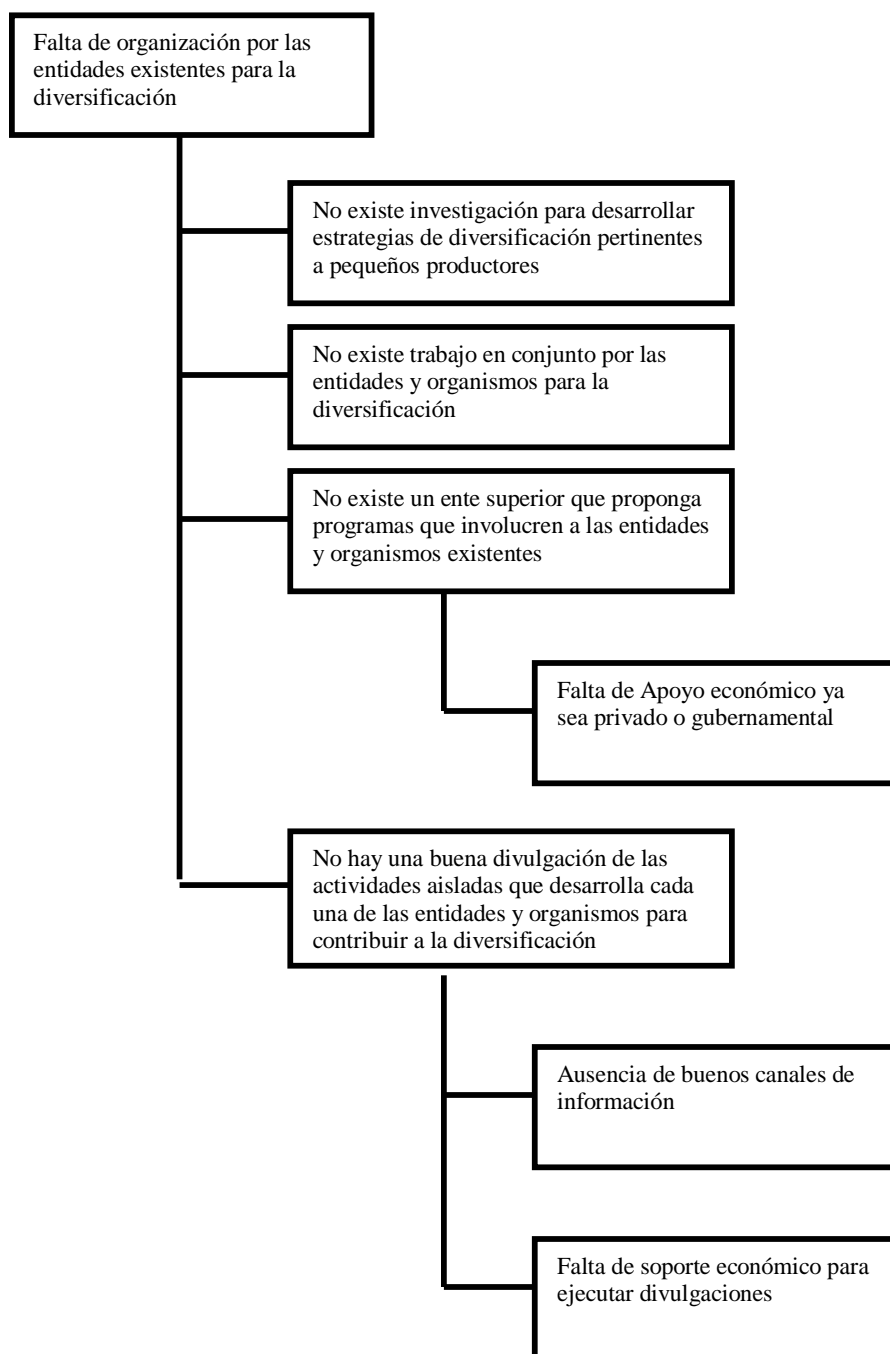 Falta de organización por las
entidades existentes para la
diversificación
No existe investigación para desarrollar
estrategias de diversificación pertinentes
a pequeños productores
No existe trabajo en conjunto por las
entidades y organismos para la
diversificación
No existe un ente superior que proponga
programas que involucren a las entidades
y organismos existentes
Falta de Apoyo económico ya
sea privado o gubernamental
No hay una buena divulgación de las
actividades aisladas que desarrolla cada
una de las entidades y organismos para
contribuir a la diversificación
Ausencia de buenos canales de
información
Falta de soporte económico para
ejecutar divulgaciones